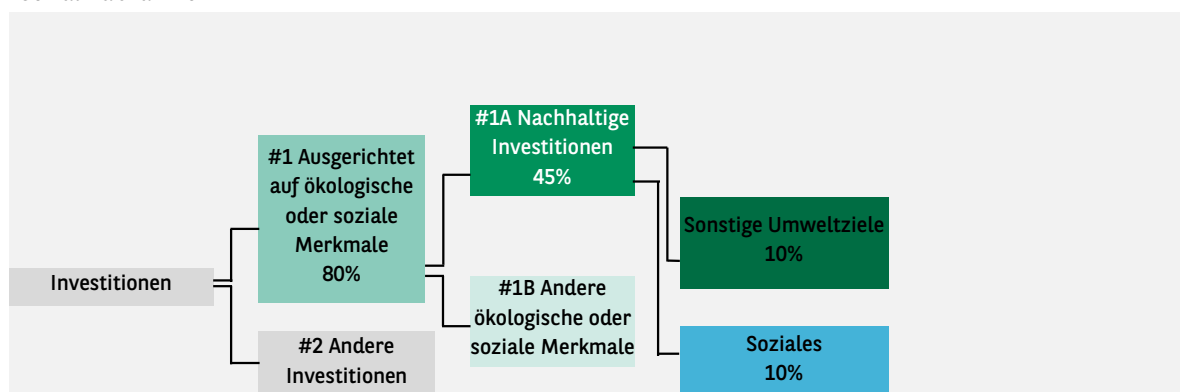 Investitionen
#1 Ausgerichtet
auf ökologische
oder soziale
Merkmale
80%
#2 Andere
Investitionen
#1A Nachhaltige
Investitionen
45%
#1B Andere
ökologische oder
soziale Merkmale
Sonstige Umweltziele
10%
Soziales
10%